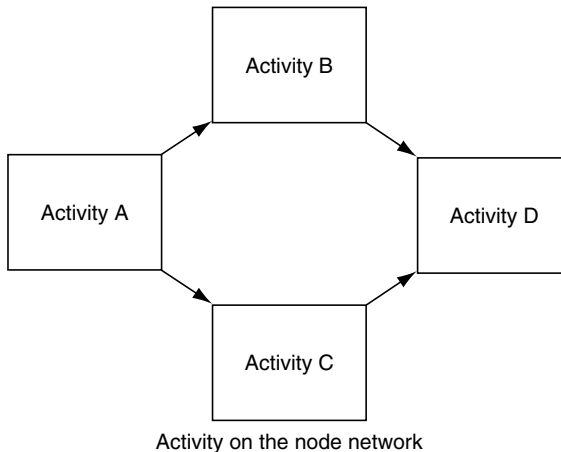 Activity B
Activity A
Activity D
Activity C
Activity on the node network